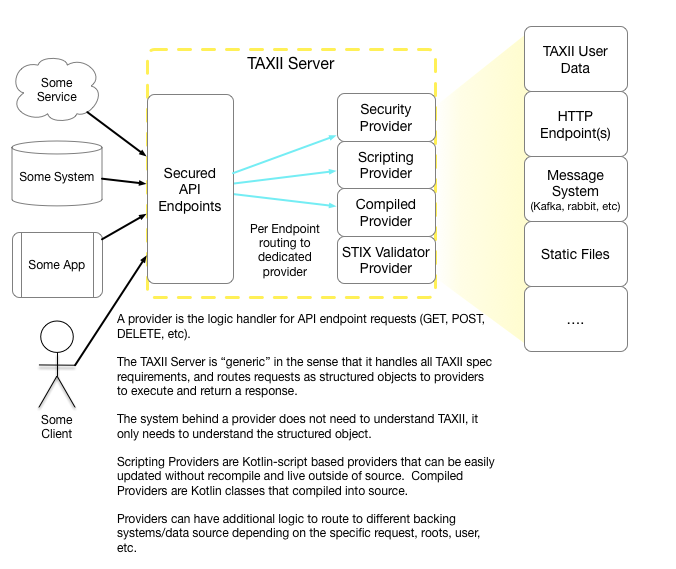 TAXII Server
Some
Service
Some System
Some App
Some
Client
Secured
API
Endpoints
Per Endpoint
routing to
dedicated
provider
Security
Provider
Scripting
Provider
Compiled
Provider
STIX Validator
Provider
TAXII User
Data
HTTP
Endpoint(s)
Message
System
(Kafka, rabbit, etc)
Static Files
....
A provider is the logic handler for API endpoint requests (GET, POST,
DELETE, etc).
The TAXII Server is “generic” in the sense that it handles all TAXII spec
requirements, and routes requests as structured objects to providers
to execute and return a response.
The system behind a provider does not need to understand TAXII, it
only needs to understand the structured object.
Scripting Providers are Kotlin-script based providers that can be easily
updated without recompile and live outside of source.  Compiled
Providers are Kotlin classes that compiled into source.
Providers can have additional logic to route to different backing
systems/data source depending on the specific request, roots, user,
etc.